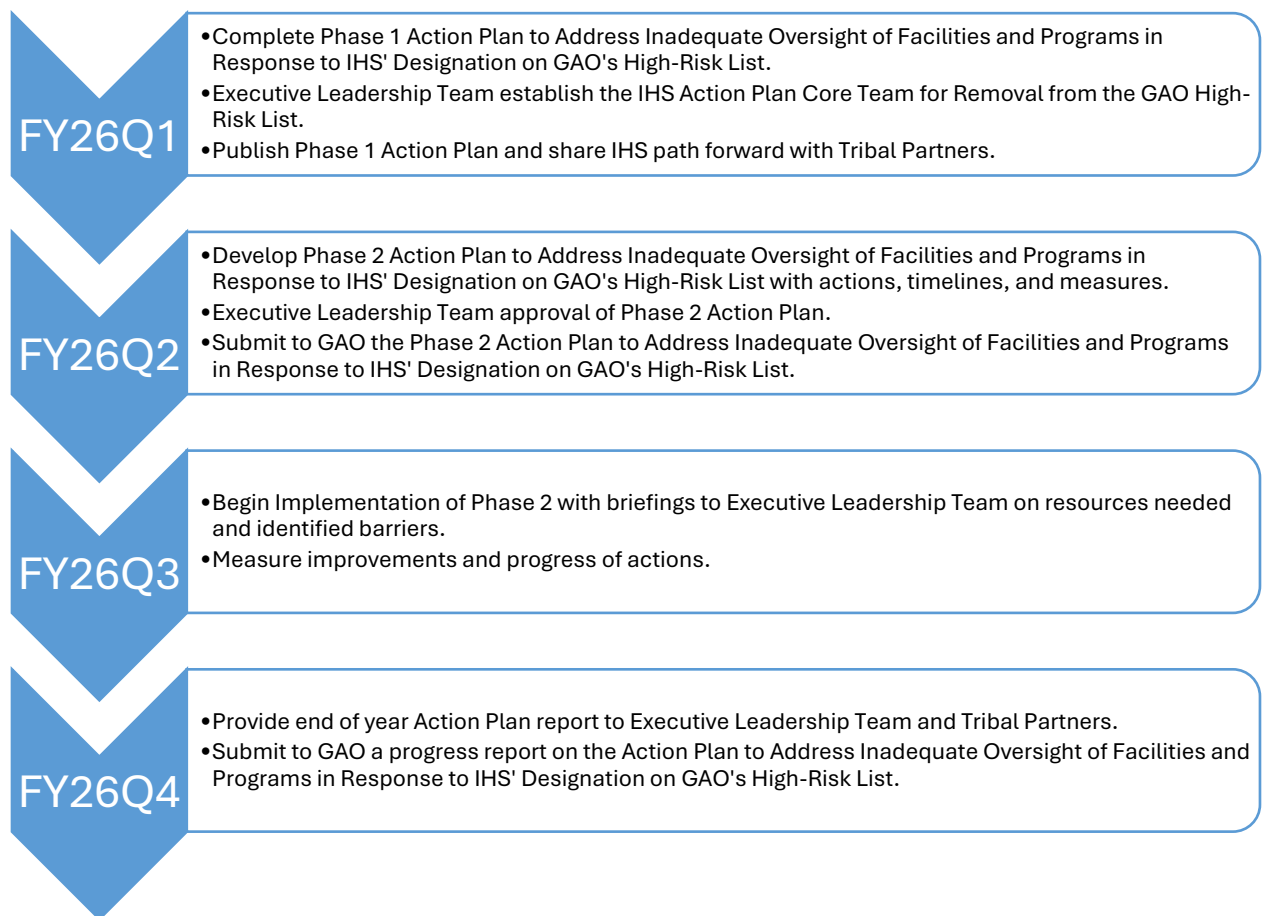 FY26Q1
•Complete Phase 1 Action Plan to Address Inadequate Oversight of Facilities and Programs in
Response to IHS' Designation on GAO's High-Risk List.
•Executive Leadership Team establish the IHS Action Plan Core Team for Removal from the GAO High-
Risk List.
•Publish Phase 1 Action Plan and share IHS path forward with Tribal Partners.
FY26Q2
•Develop Phase 2 Action Plan to Address Inadequate Oversight of Facilities and Programs in
Response to IHS' Designation on GAO's High-Risk List with actions, timelines, and measures.
•Executive Leadership Team approval of Phase 2 Action Plan.
•Submit to GAO the Phase 2 Action Plan to Address Inadequate Oversight of Facilities and Programs
in Response to IHS' Designation on GAO's High-Risk List.
FY26Q3
•Begin Implementation of Phase 2 with briefings to Executive Leadership Team on resources needed
and identified barriers.
•Measure improvements and progress of actions.
FY26Q4
•Provide end of year Action Plan report to Executive Leadership Team and Tribal Partners.
•Submit to GAO a progress report on the Action Plan to Address Inadequate Oversight of Facilities and
Programs in Response to IHS' Designation on GAO's High-Risk List.